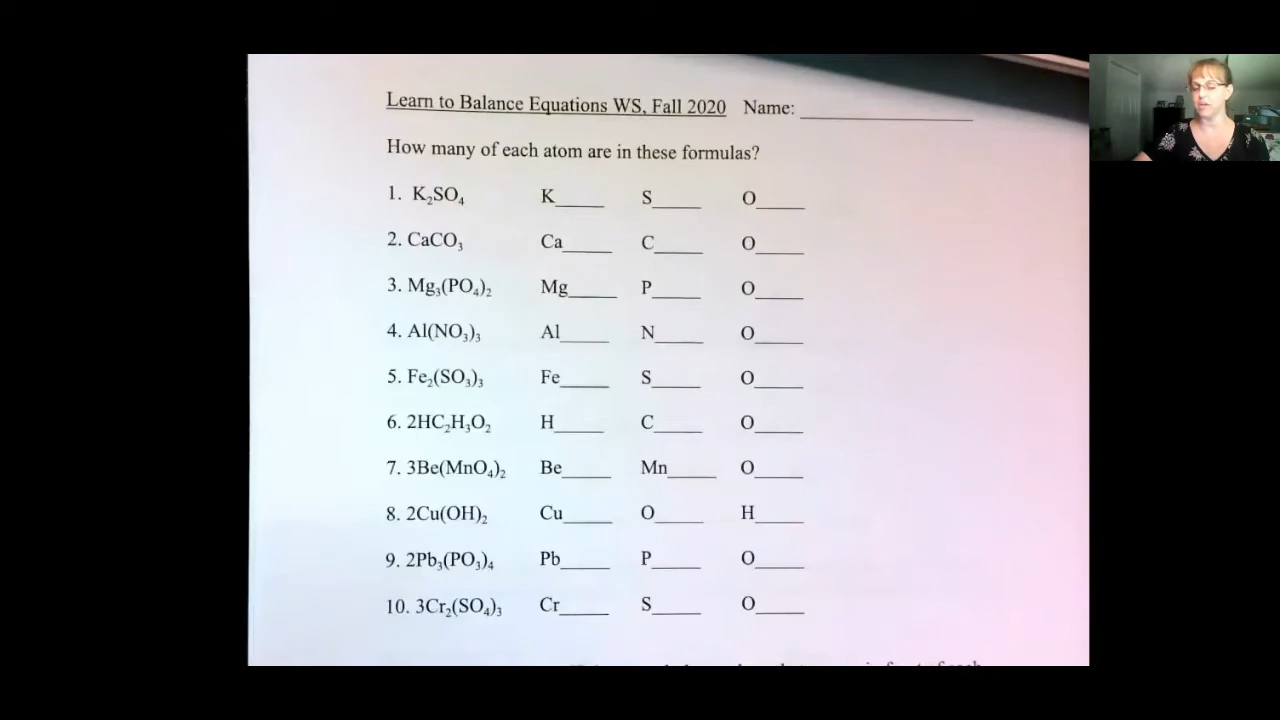 Learn to Balance Equations WS, Fall 2020 Name: ____________
How many of each atom are in these formulas?
1. K₂SO₄ K_____ S_____ O_____
2. CaCO₃ Ca_____ C_____ O_____
3. Mg₃(PO₄)₂ Mg_____ P_____ O_____
4. Al(NO₃)₃ Al_____ N_____ O_____
5. Fe₂(SO₃)₃ Fe_____ S_____ O_____
6. 2HC₂H₃O₂ H_____ C_____ O_____
7. 3Be(MnO₄)₂ Be_____ Mn_____ O_____
8. 2Cu(OH)₂ Cu_____ O_____ H_____
9. 2Pb₃(PO₃)₄ Pb_____ P_____ O_____
10. 3Cr₂(SO₄)₃ Cr_____ S_____ O_____